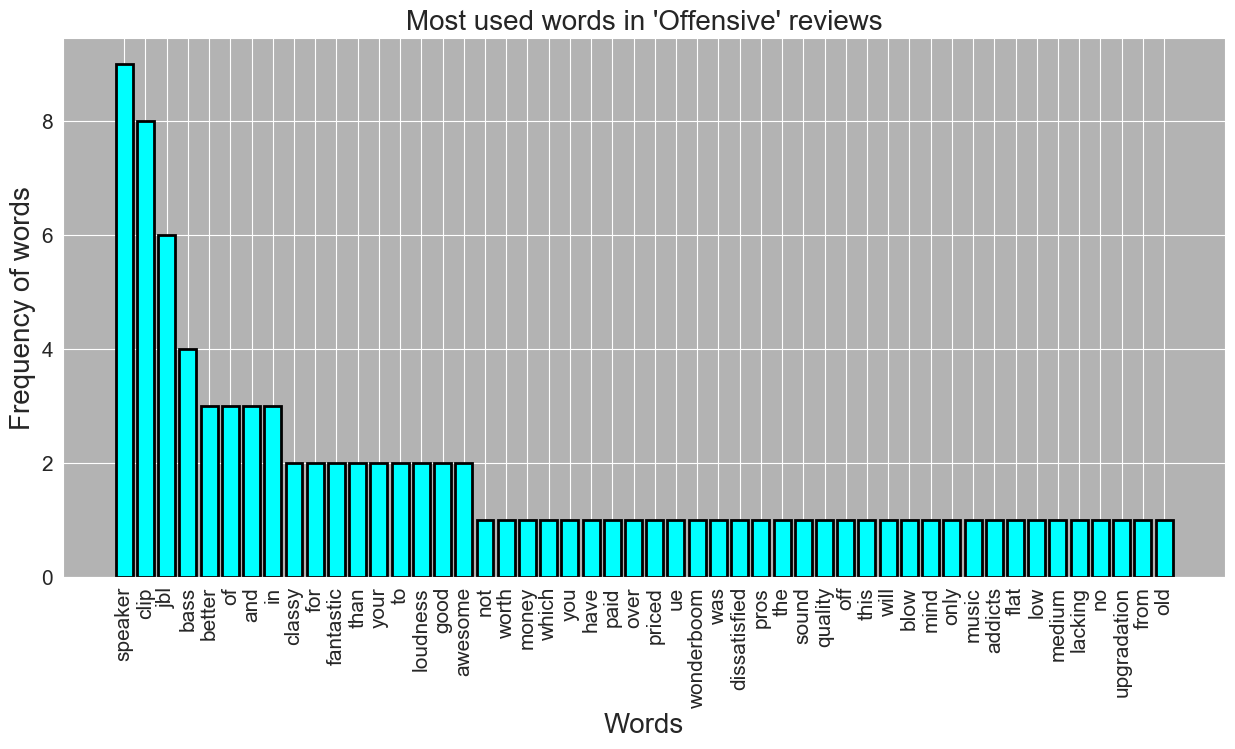 Most used words in 'Offensive' reviews
Frequency of words
8
6
4
2
0
speaker
clip
jbl
bass
better
of
and
in
classy
for
fantastic
than
your
to
loudness
good
awesome
not
worth
money
which
you
have
paid
over
priced
ue
wonderboom
was
dissatisfied
pros
the
sound
quality
off
this
will
blow
mind
only
music
addicts
flat
low
medium
lacking
no
upgradation
from
old
Words